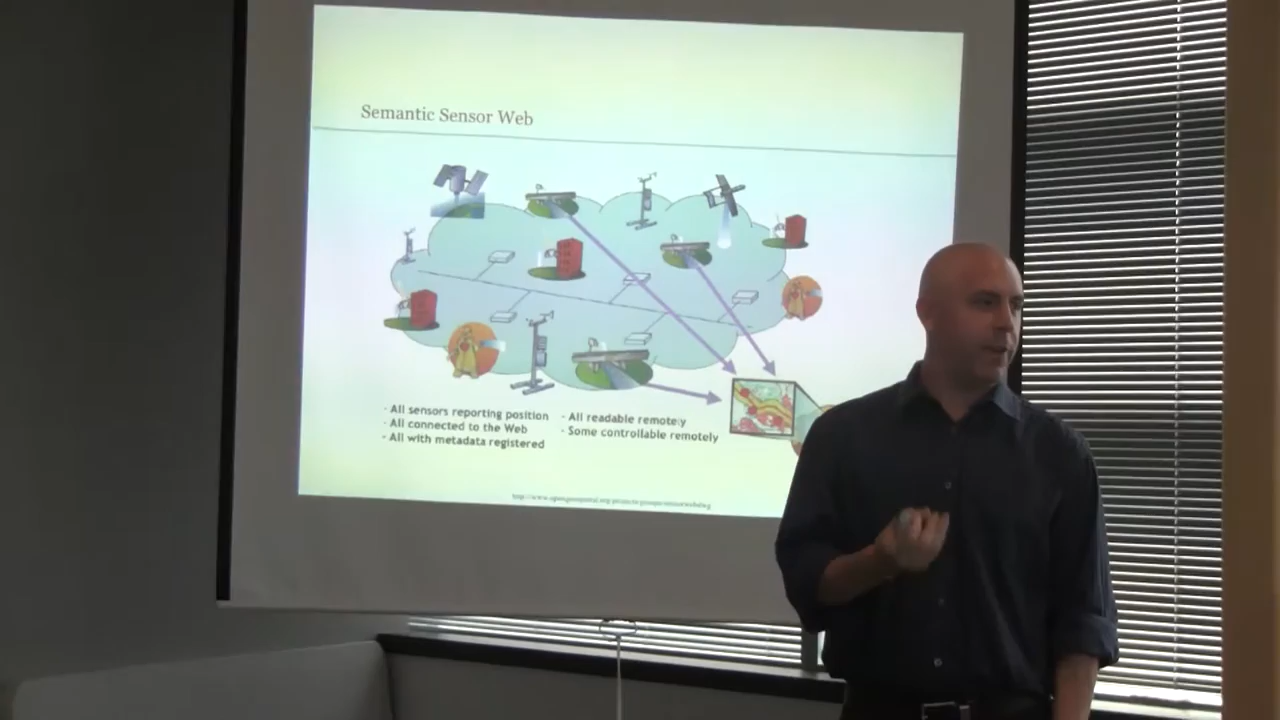 Semantic Sensor Web
- All sensors reporting position
- All connected to the Web
- All with metadata registered
- All readable remotely
- Some controllable remotely